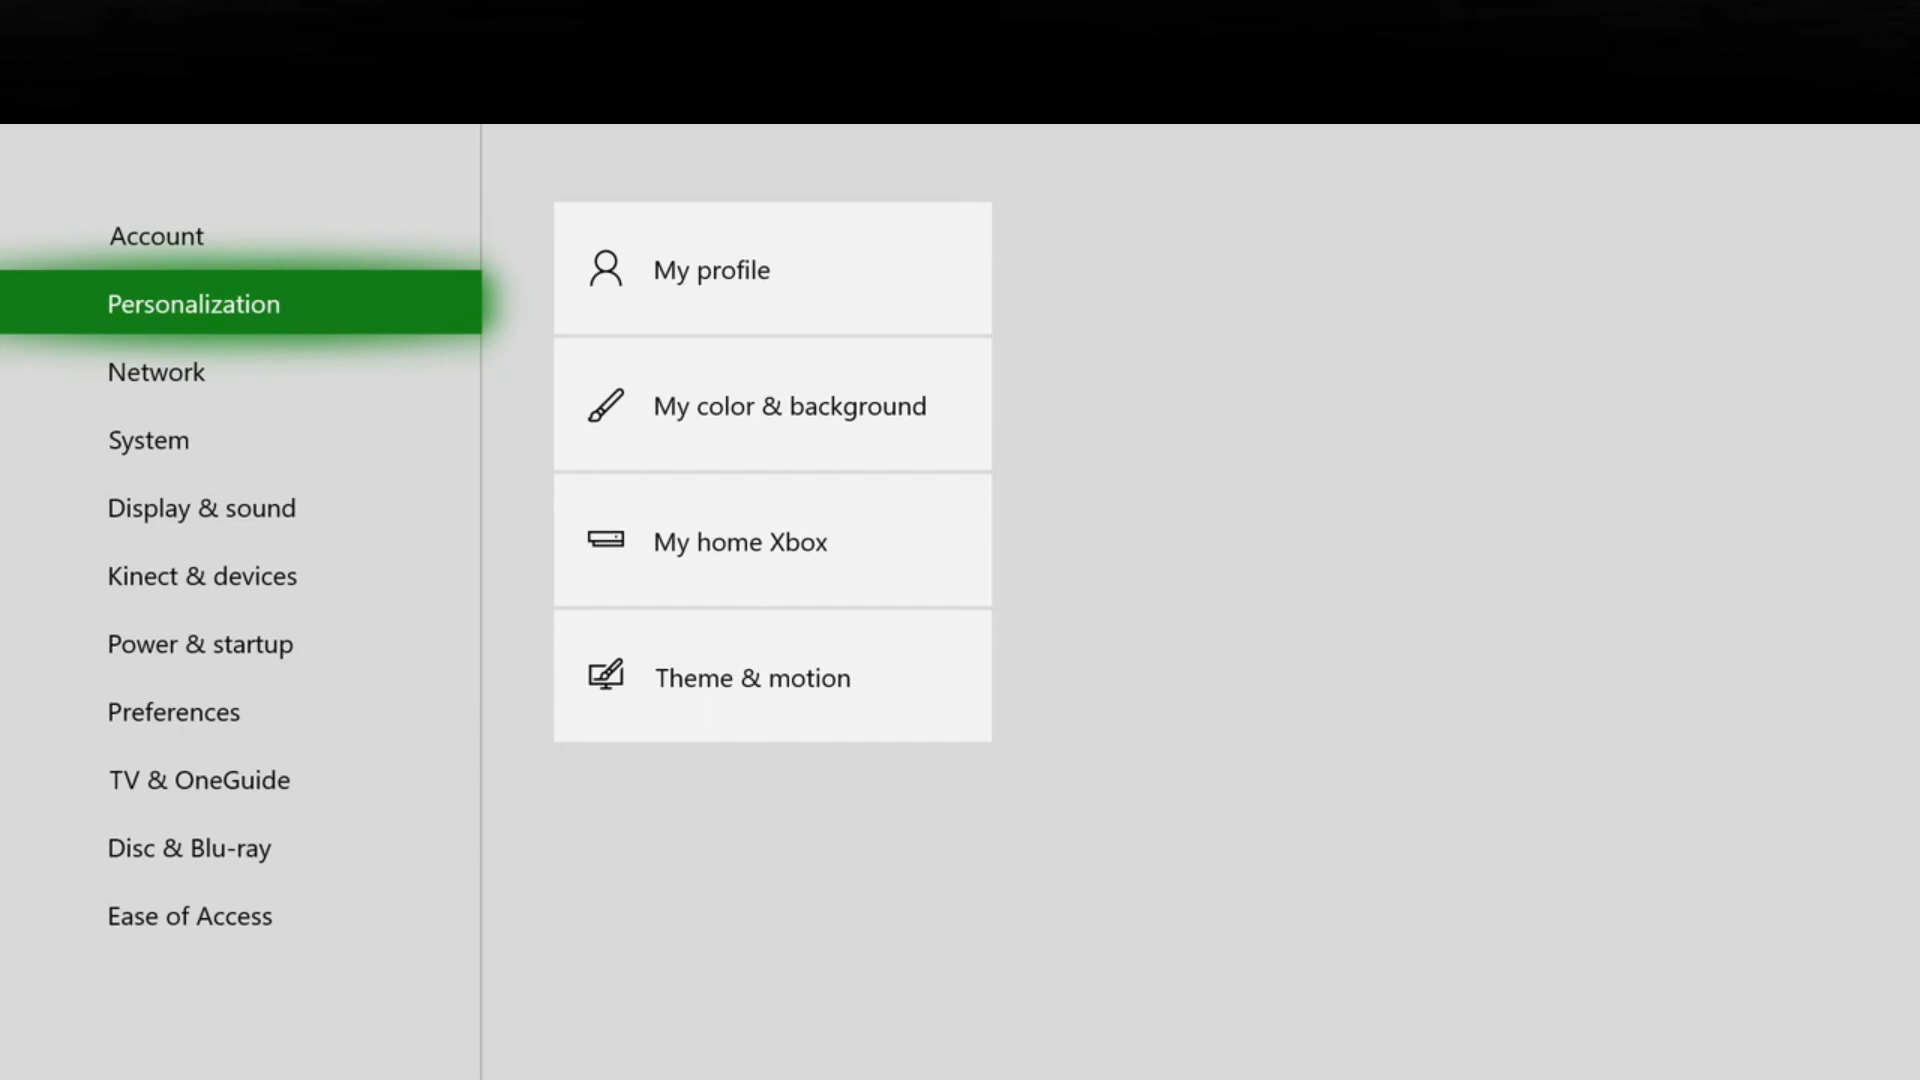 Account
Personalization
Network
System
Display & sound
Kinect & devices
Power & startup
Preferences
TV & OneGuide
Disc & Blu-ray
Ease of Access
My profile
My color & background
My home Xbox
Theme & motion